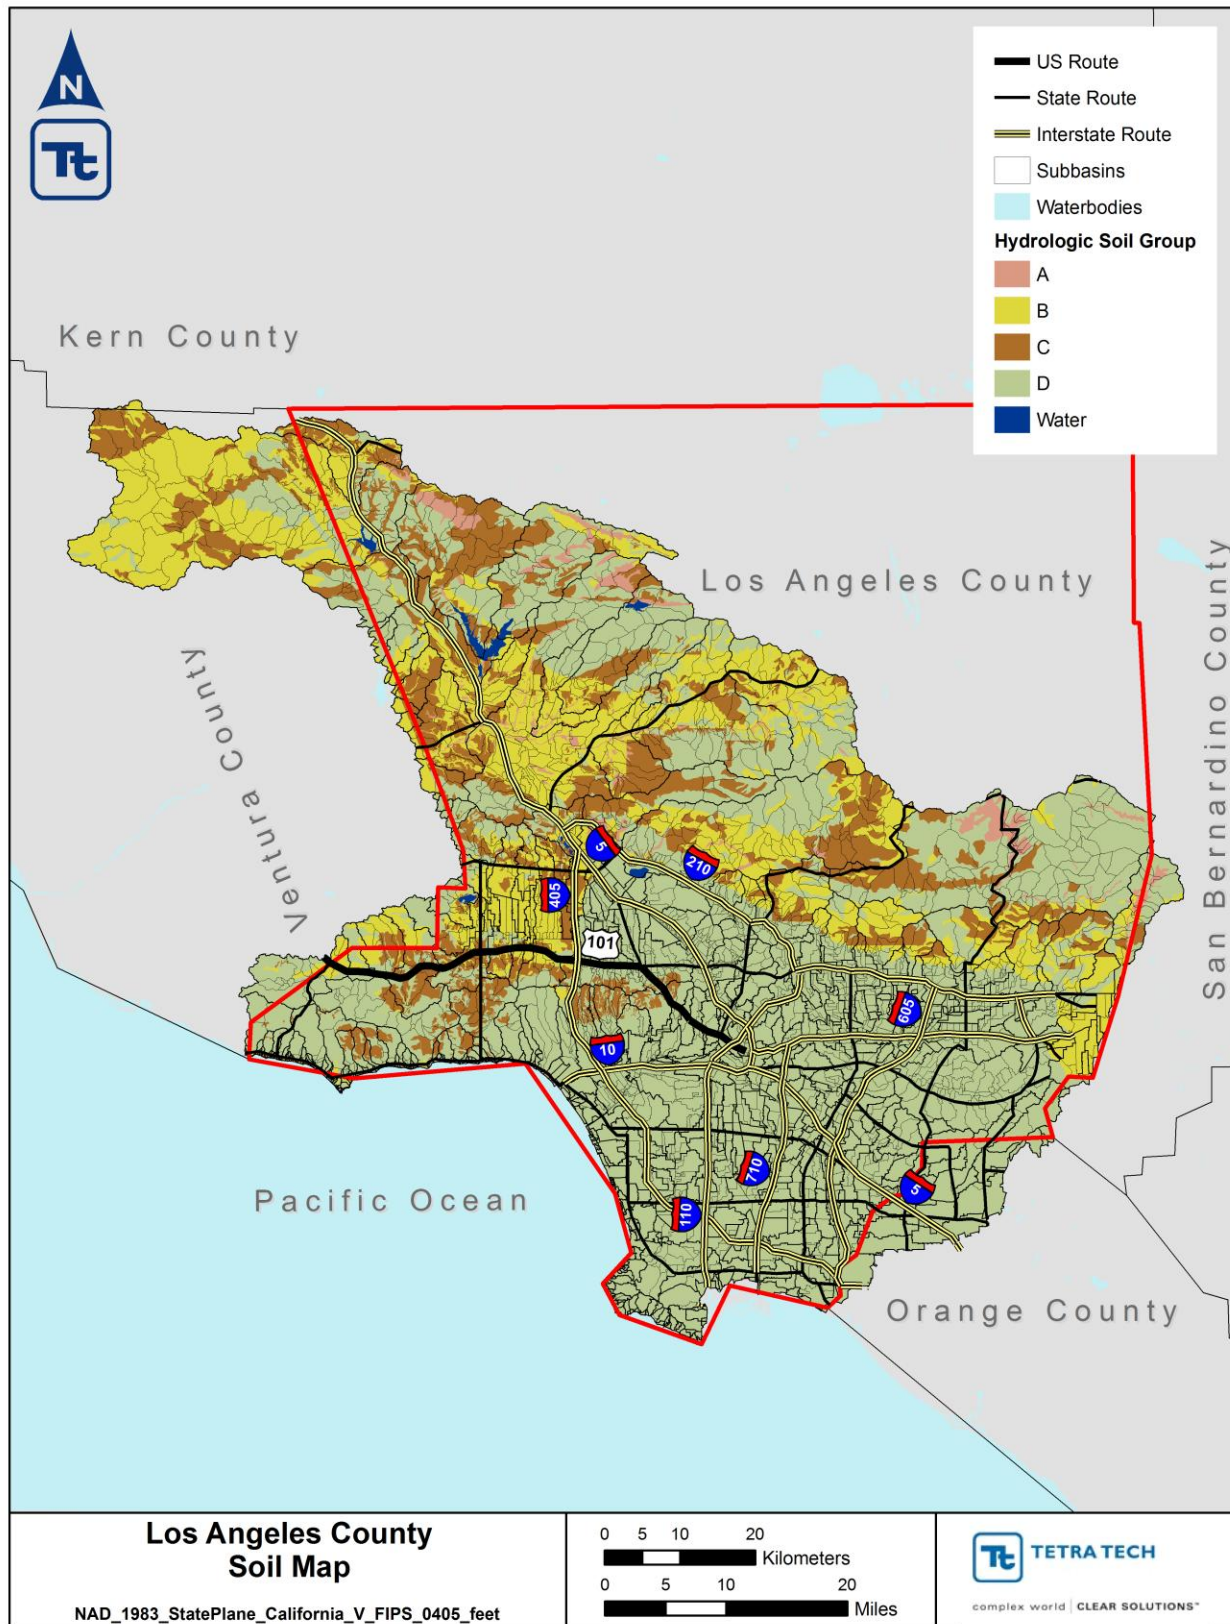 N
Tt
US Route
State Route
Interstate Route
Subbasins
Waterbodies
Hydrologic Soil Group
A
B
C
D
Water
Kern County
Los Angeles County
San Bernardino County
Ventura County
5
210
405
101
605
10
710
5
110
Pacific Ocean
Orange County
Los Angeles County
Soil Map
NAD_1983_StatePlane_California_V_FIPS_0405_feet
0 5 10 20
Kilometers
0 5 10 20
Miles
Tt TETRA TECH
complex world | CLEAR SOLUTIONS™